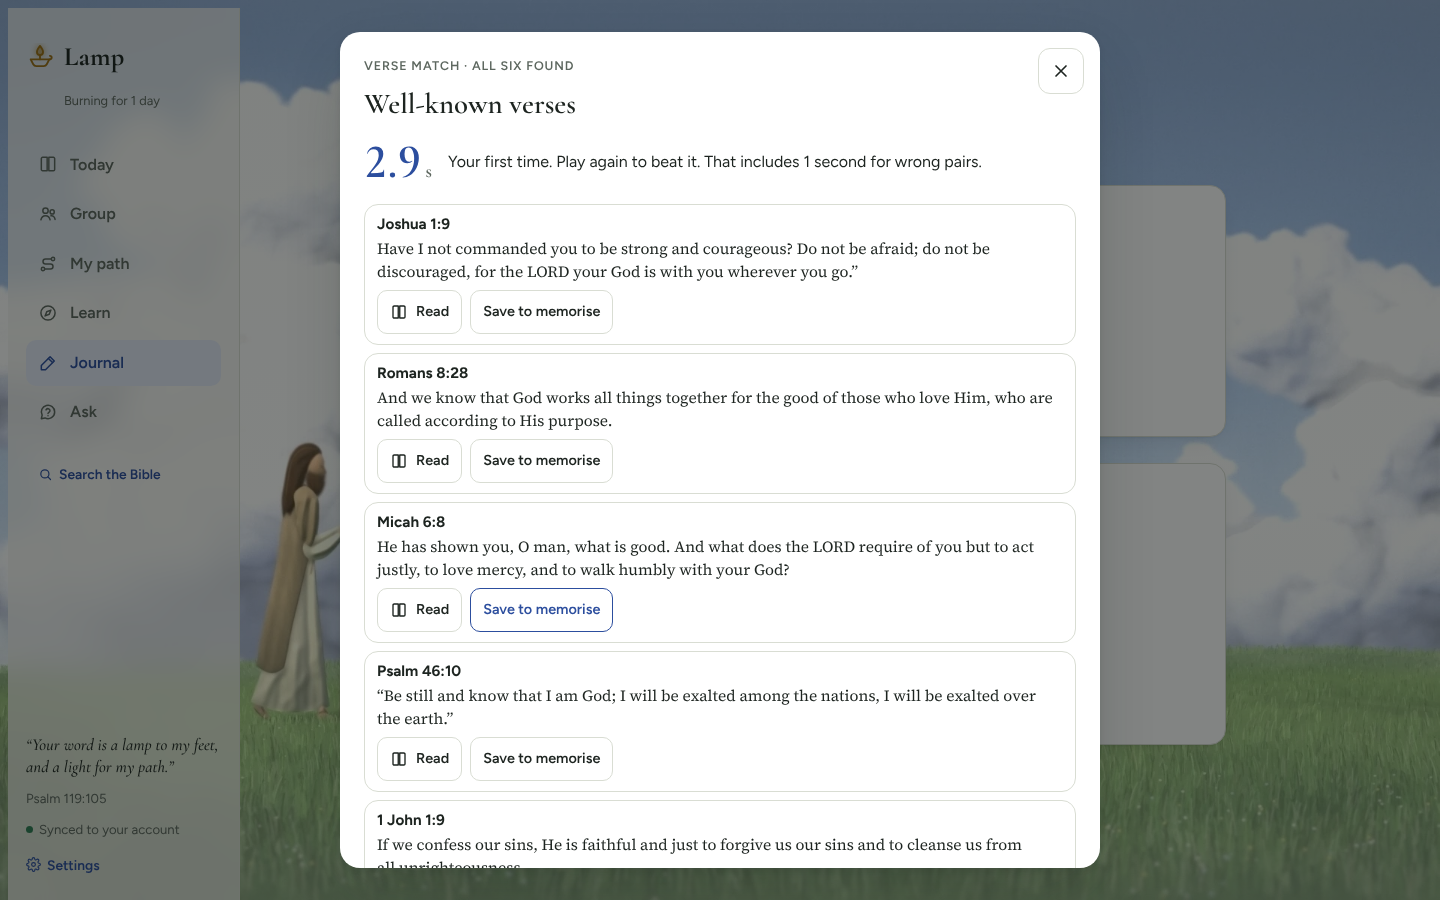 Lamp
Burning for 1 day
Today
Group
My path
Learn
Journal
Ask
Search the Bible
“Your word is a lamp to my feet,
and a light for my path.”
Psalm 119:105
Synced to your account
Settings
VERSE MATCH · ALL SIX FOUND
Well-known verses
2.9 s
Your first time. Play again to beat it. That includes 1 second for wrong pairs.
Joshua 1:9
Have I not commanded you to be strong and courageous? Do not be afraid; do not be
discouraged, for the LORD your God is with you wherever you go.”
Read
Save to memorise
Romans 8:28
And we know that God works all things together for the good of those who love Him, who are
called according to His purpose.
Read
Save to memorise
Micah 6:8
He has shown you, O man, what is good. And what does the LORD require of you but to act
justly, to love mercy, and to walk humbly with your God?
Read
Save to memorise
Psalm 46:10
“Be still and know that I am God; I will be exalted among the nations, I will be exalted over
the earth.”
Read
Save to memorise
1 John 1:9
If we confess our sins, He is faithful and just to forgive us our sins and to cleanse us from
all unrighteousness.